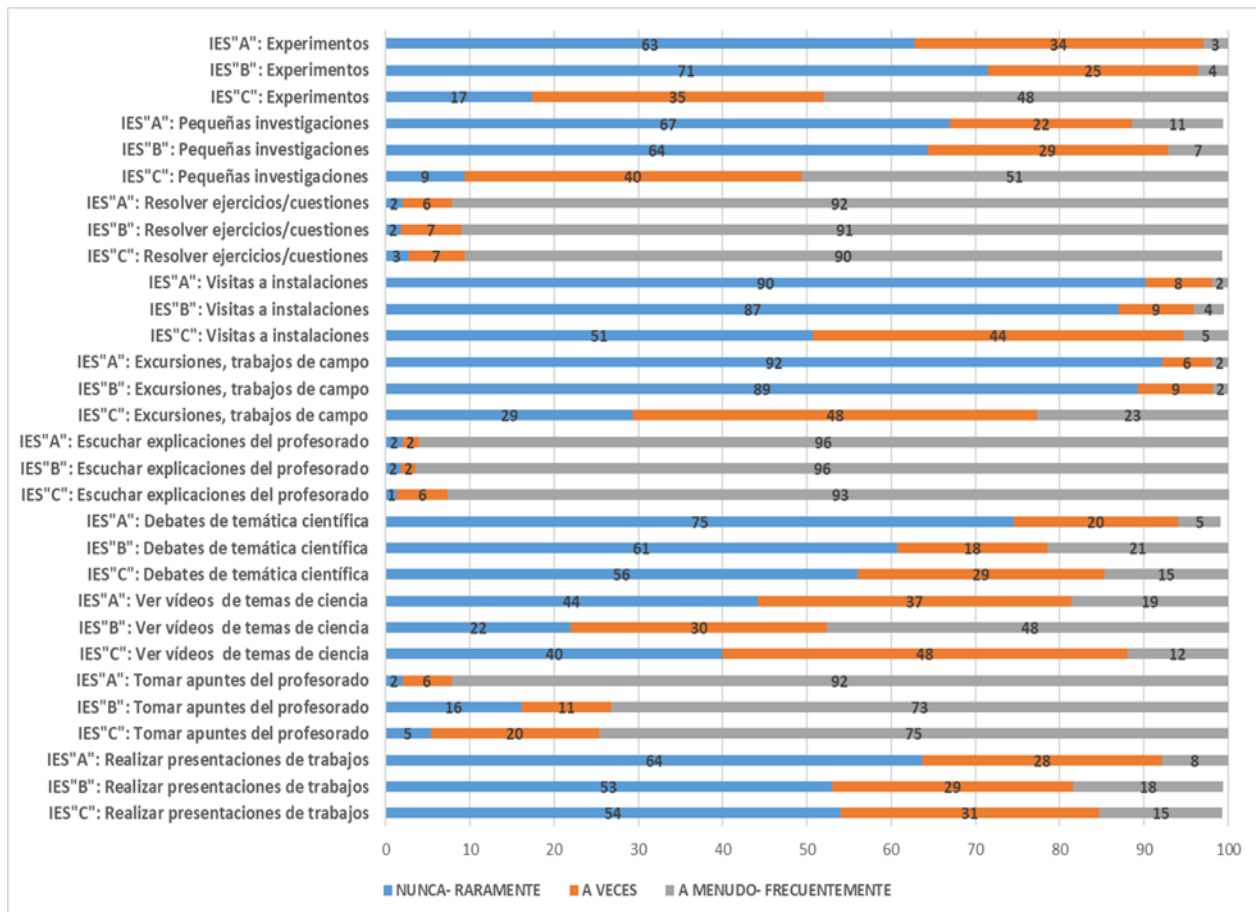 IES"A": Experimentos 63 34 3
IES"B": Experimentos 71 25 4
IES"C": Experimentos 17 35 48
IES"A": Pequeñas investigaciones 67 22 11
IES"B": Pequeñas investigaciones 64 29 7
IES"C": Pequeñas investigaciones 9 40 51
IES"A": Resolver ejercicios/cuestiones 2 6 92
IES"B": Resolver ejercicios/cuestiones 2 7 91
IES"C": Resolver ejercicios/cuestiones 3 7 90
IES"A": Visitas a instalaciones 90 8 2
IES"B": Visitas a instalaciones 87 9 4
IES"C": Visitas a instalaciones 51 44 5
IES"A": Excursiones, trabajos de campo 92 6 2
IES"B": Excursiones, trabajos de campo 89 9 2
IES"C": Excursiones, trabajos de campo 29 48 23
IES"A": Escuchar explicaciones del profesorado 2 2 96
IES"B": Escuchar explicaciones del profesorado 2 2 96
IES"C": Escuchar explicaciones del profesorado 1 6 93
IES"A": Debates de temática científica 75 20 5
IES"B": Debates de temática científica 61 18 21
IES"C": Debates de temática científica 56 29 15
IES"A": Ver vídeos  de temas de ciencia 44 37 19
IES"B": Ver vídeos  de temas de ciencia 22 30 48
IES"C": Ver vídeos  de temas de ciencia 40 48 12
IES"A": Tomar apuntes del profesorado 2 6 92
IES"B": Tomar apuntes del profesorado 16 11 73
IES"C": Tomar apuntes del profesorado 5 20 75
IES"A": Realizar presentaciones de trabajos 64 28 8
IES"B": Realizar presentaciones de trabajos 53 29 18
IES"C": Realizar presentaciones de trabajos 54 31 15
0 10 20 30 40 50 60 70 80 90 100
NUNCA- RARAMENTE A VECES A MENUDO- FRECUENTEMENTE